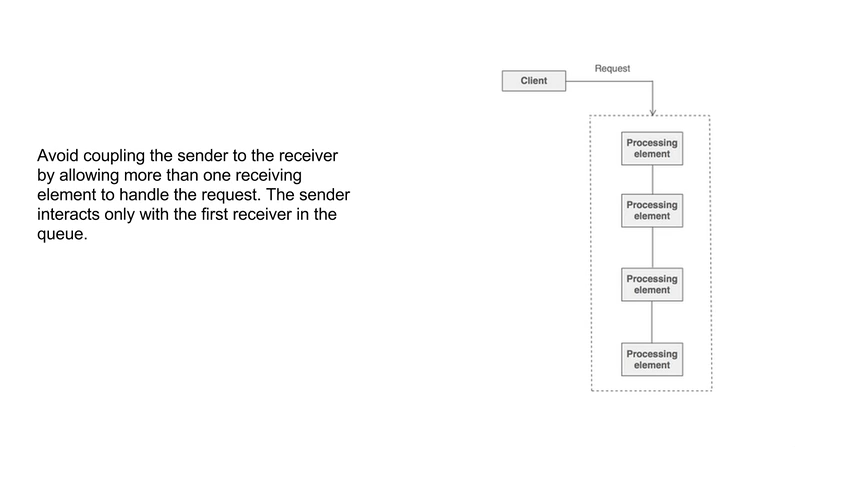 Avoid coupling the sender to the receiver
by allowing more than one receiving
element to handle the request. The sender
interacts only with the first receiver in the
queue.
Request
Client
Processing
element
Processing
element
Processing
element
Processing
element